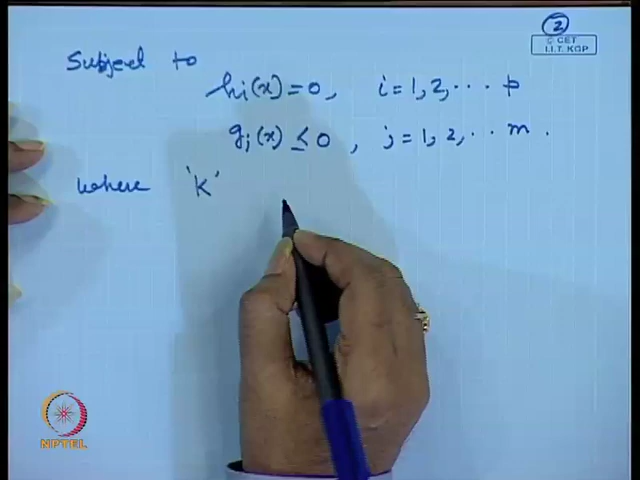 2
© CET
I.I.T. KGP
Subject to
hi(x) = 0, i = 1, 2, ... p
gj(x) ≤ 0, j = 1, 2, ... m.
where 'K'
NPTEL